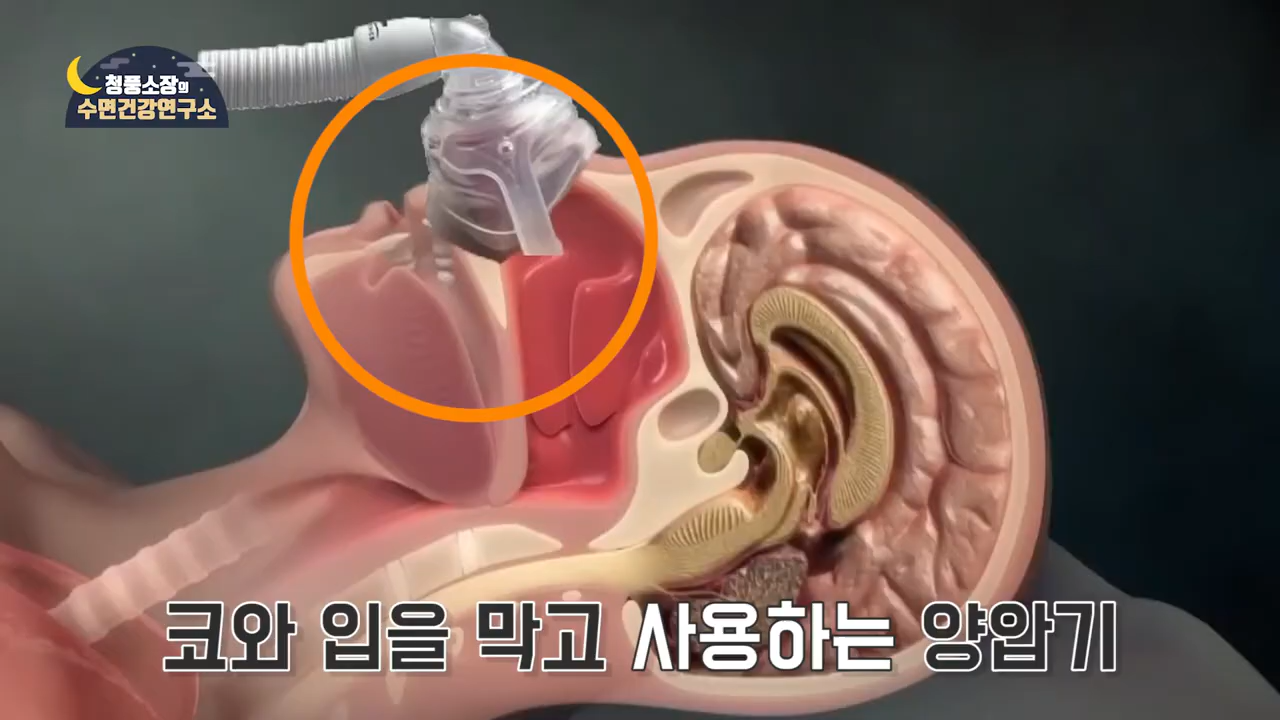 청풍소장의
수면건강연구소
코와 입을 막고 사용하는 양압기